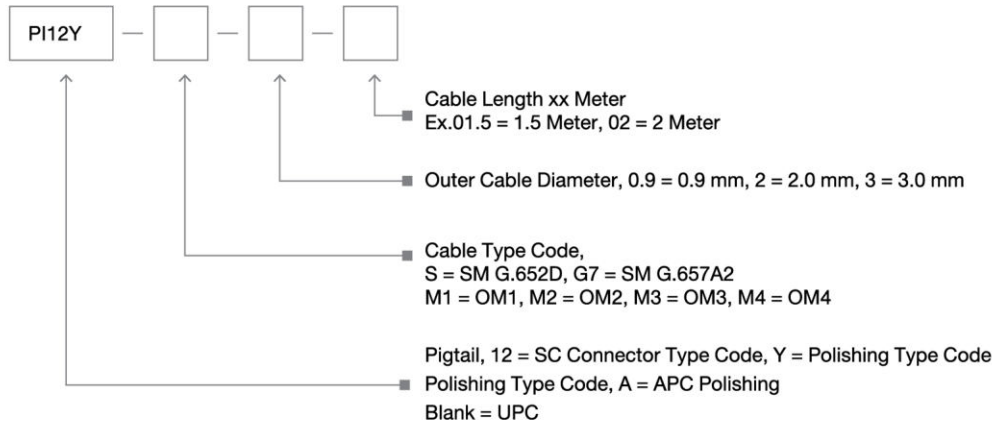 PI12Y
Cable Length xx Meter
Ex.01.5 = 1.5 Meter, 02 = 2 Meter
Outer Cable Diameter, 0.9 = 0.9 mm, 2 = 2.0 mm, 3 = 3.0 mm
Cable Type Code,
S = SM G.652D, G7 = SM G.657A2
M1 = OM1, M2 = OM2, M3 = OM3, M4 = OM4
Pigtail, 12 = SC Connector Type Code, Y = Polishing Type Code
Polishing Type Code, A = APC Polishing
Blank = UPC